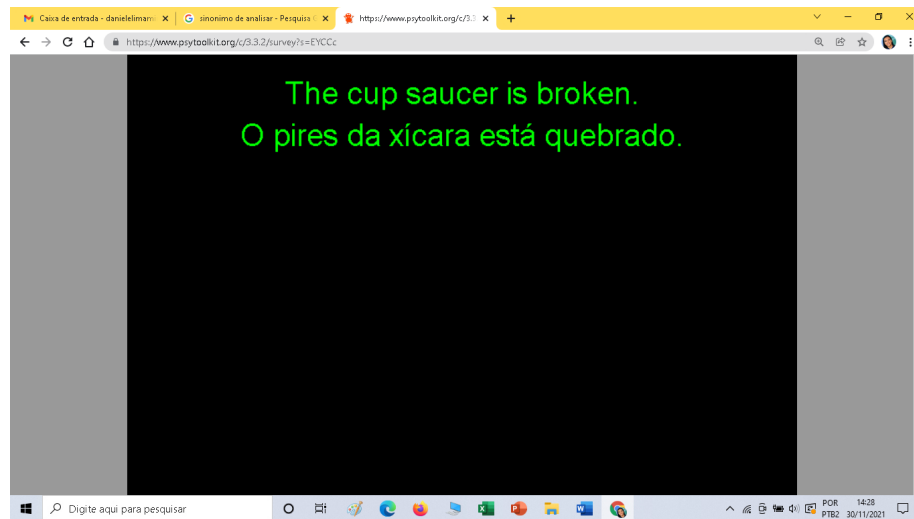 Caixa de entrada - danielelimam
sinonimo de analisar - Pesquisa
https://www.psytoolkit.org/c/3.3
https://www.psytoolkit.org/c/3.3.2/survey?s=EYCCc
The cup saucer is broken.
O pires da xícara está quebrado.
Digite aqui para pesquisar
POR 14:28
PTB2 30/11/2021